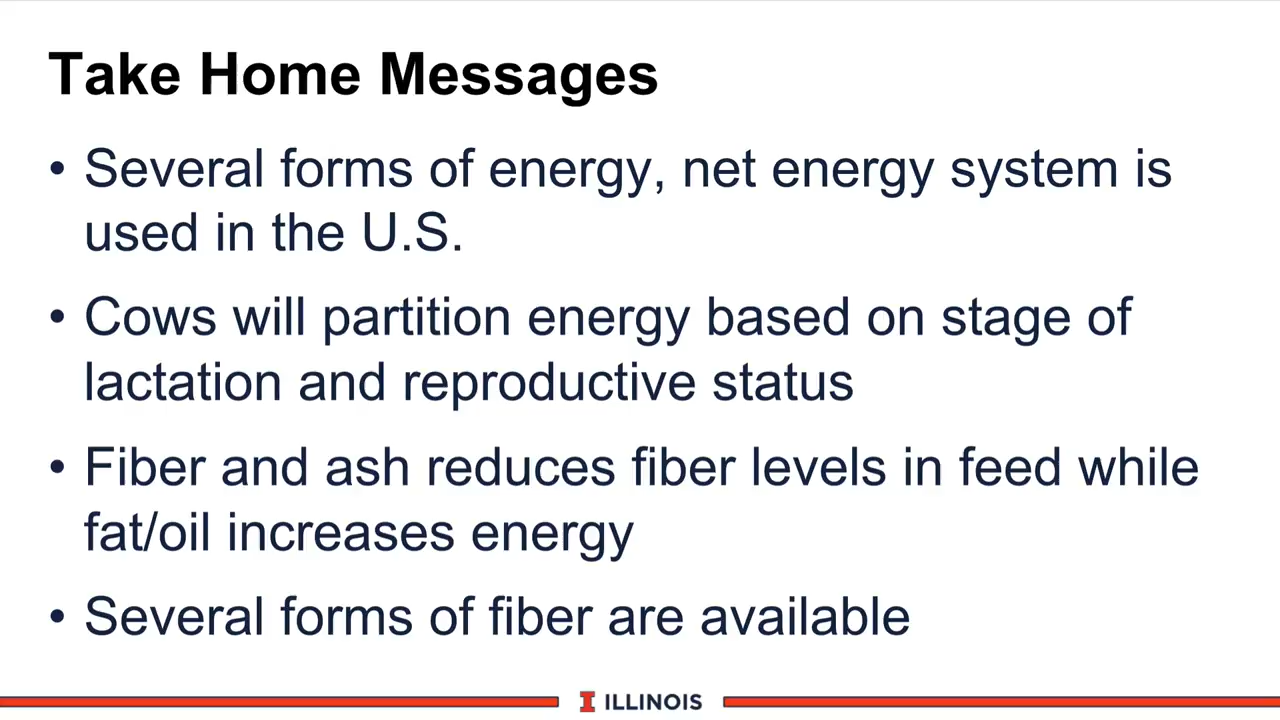 Take Home Messages
• Several forms of energy, net energy system is
used in the U.S.
• Cows will partition energy based on stage of
lactation and reproductive status
• Fiber and ash reduces fiber levels in feed while
fat/oil increases energy
• Several forms of fiber are available
I ILLINOIS